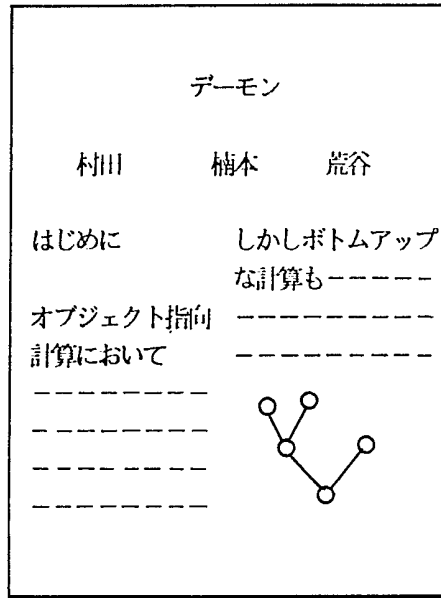 デーモン
村田 楠本 荒谷
はじめに
オブジェクト指向
計算において
しかしボトムアップ
な計算も